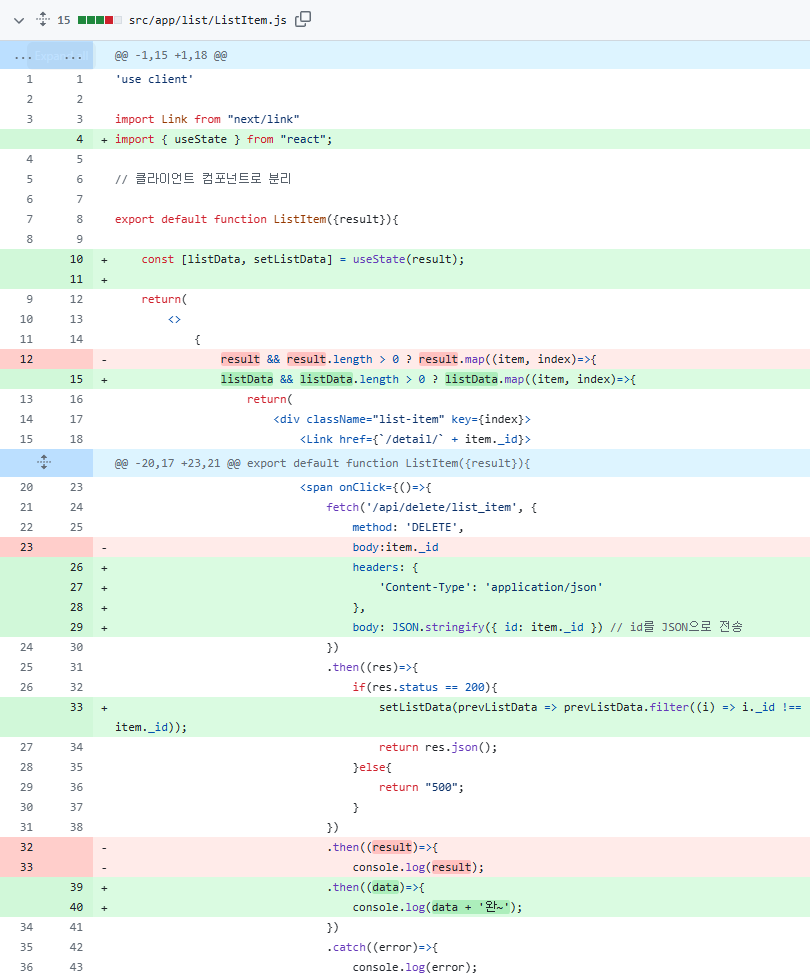 15 src/app/list/ListItem.js
... ... @@ -1,15 +1,18 @@
1 1 'use client'
2 2
3 3 import Link from "next/link"
4 + import { useState } from "react";
4 5
5 6 // 클라이언트 컴포넌트로 분리
6 7
7 8 export default function ListItem({result}){
8 9
10 + const [listData, setListData] = useState(result);
11 +
9 12 return(
10 13 <>
11 14 {
12 - result && result.length > 0 ? result.map((item, index)=>{
15 + listData && listData.length > 0 ? listData.map((item, index)=>{
13 16 return(
14 17 <div className="list-item" key={index}>
15 18 <Link href={`/detail/` + item._id}>
@@ -20,17 +23,21 @@ export default function ListItem({result}){
20 23 <span onClick={()=>{
21 24 fetch('/api/delete/list_item', {
22 25 method: 'DELETE',
23 - body:item._id
26 + headers: {
27 + 'Content-Type': 'application/json'
28 + },
29 + body: JSON.stringify({ id: item._id }) // id를 JSON으로 전송
24 30 })
25 31 .then((res)=>{
26 32 if(res.status == 200){
33 + setListData(prevListData => prevListData.filter((i) => i._id !==
item._id));
27 34 return res.json();
28 35 }else{
29 36 return "500";
30 37 }
31 38 })
32 - .then((result)=>{
33 - console.log(result);
39 + .then((data)=>{
40 + console.log(data + '완~');
34 41 })
35 42 .catch((error)=>{
36 43 console.log(error);